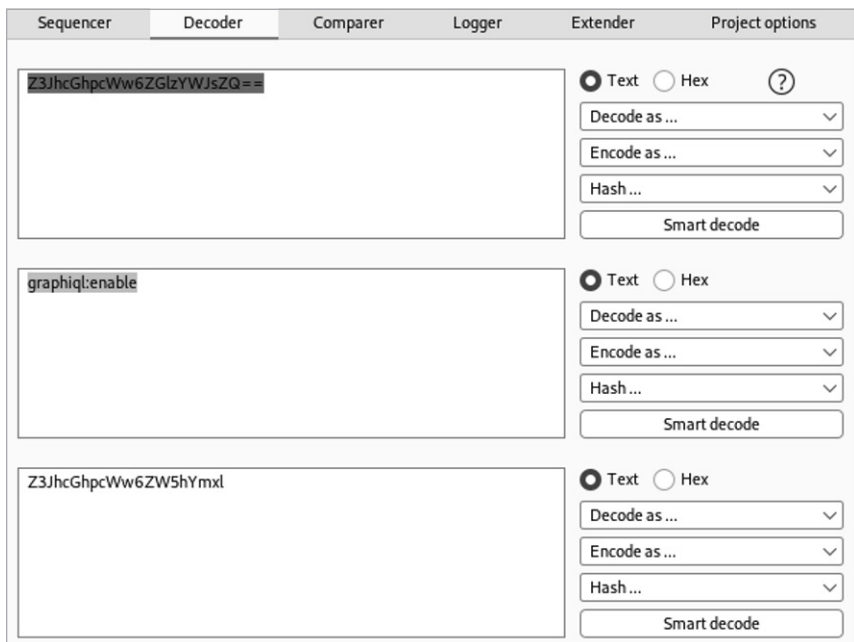 Sequencer Decoder Comparer Logger Extender Project options
Z3JhcGhpcWw6ZGlzYWJsZQ==
Text Hex ?
Decode as ...
Encode as ...
Hash ...
Smart decode
graphiql:enable
Text Hex
Decode as ...
Encode as ...
Hash ...
Smart decode
Z3JhcGhpcWw6ZW5hYmxl
Text Hex
Decode as ...
Encode as ...
Hash ...
Smart decode